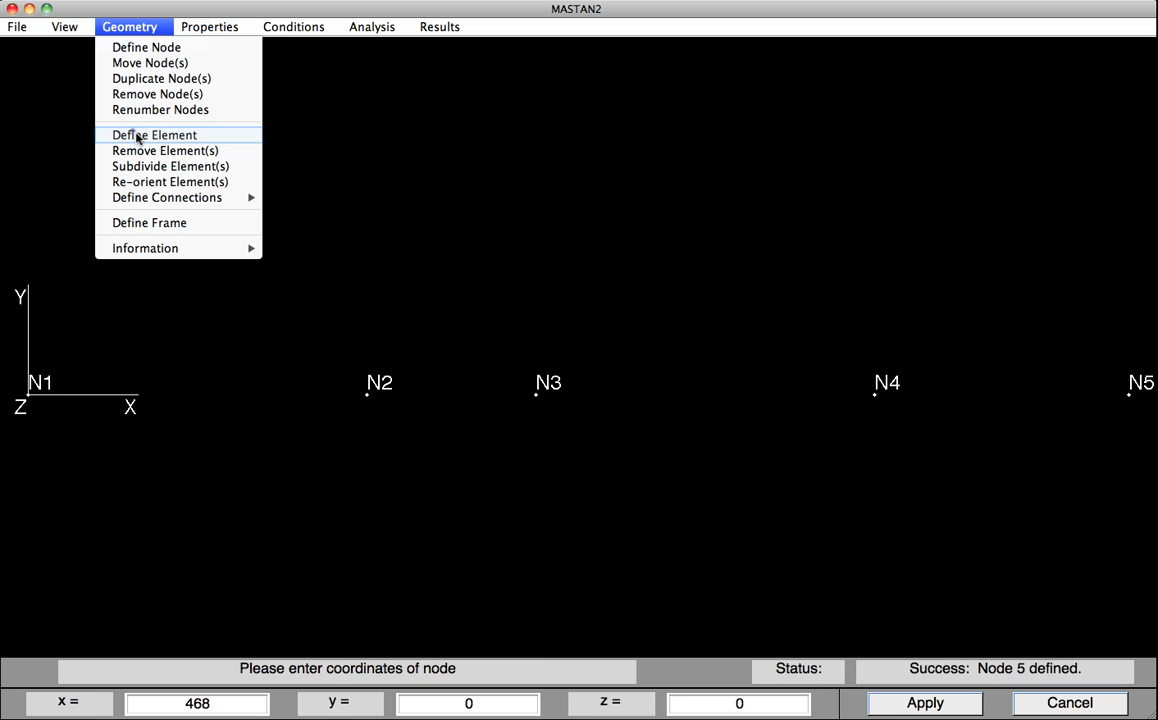 MASTAN2
File View Geometry Properties Conditions Analysis Results
Define Node
Move Node(s)
Duplicate Node(s)
Remove Node(s)
Renumber Nodes
Define Element
Remove Element(s)
Subdivide Element(s)
Re-orient Element(s)
Define Connections
Define Frame
Information
Y
N1 N2 N3 N4 N5
Z X
Please enter coordinates of node Status: Success: Node 5 defined.
x = 468 y = 0 z = 0 Apply Cancel